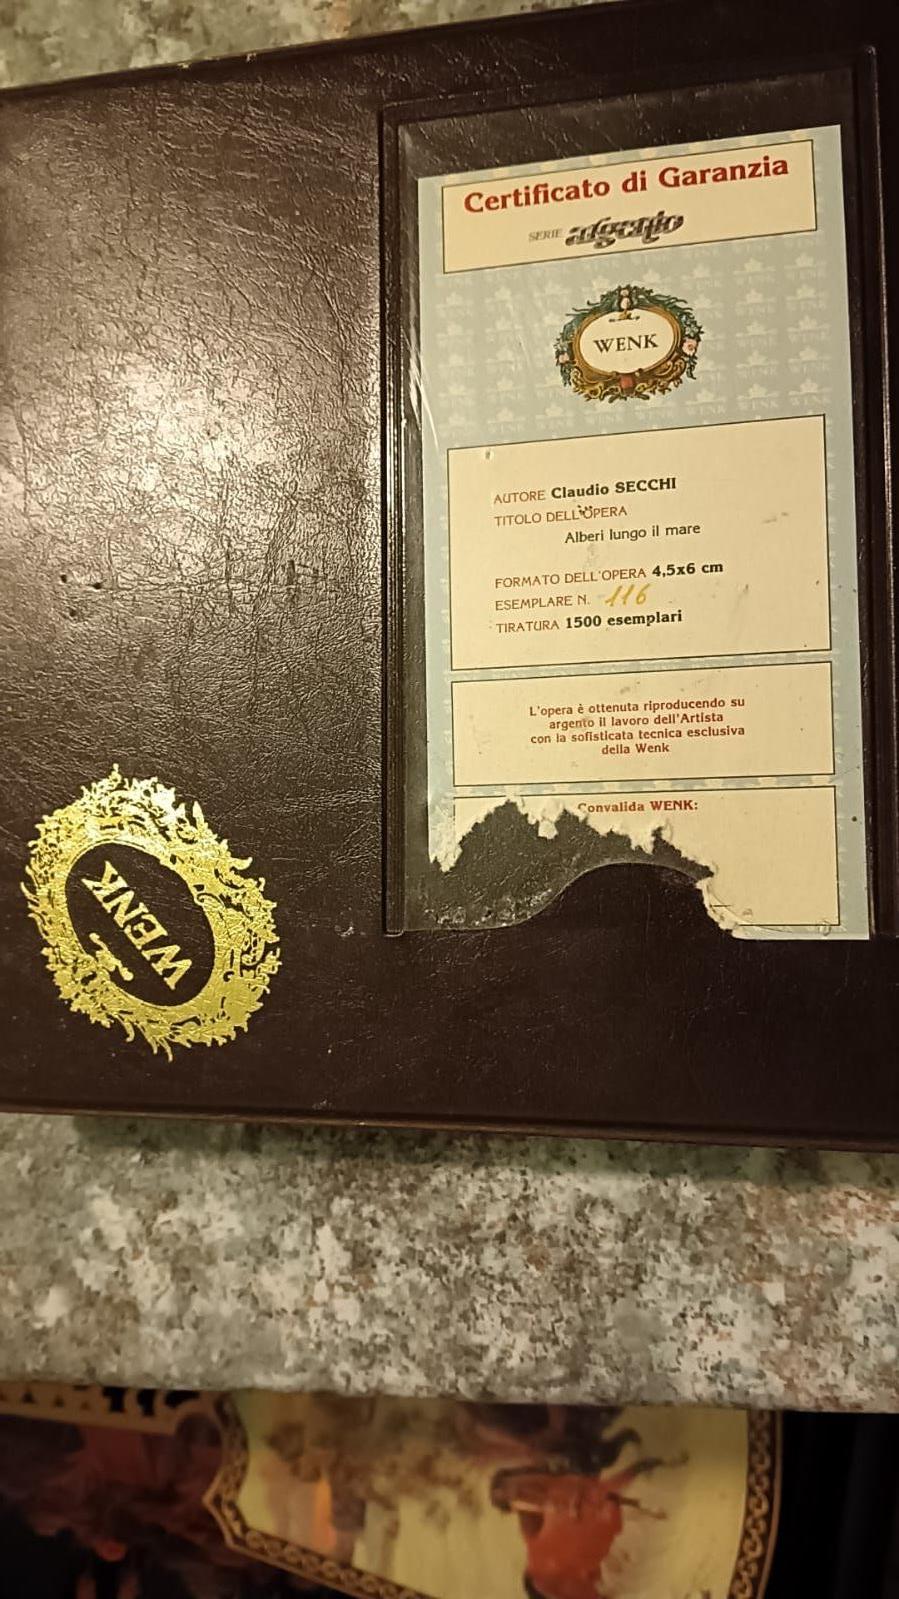 Certificato di Garanzia
SERIE argento
WENK
AUTORE Claudio SECCHI
TITOLO DELL'OPERA
Alberi lungo il mare
FORMATO DELL'OPERA 4,5x6 cm
ESEMPLARE N. 116
TIRATURA 1500 esemplari
L'opera è ottenuta riproducendo su
argento il lavoro dell'Artista
con la sofisticata tecnica esclusiva
della Wenk
Convalida WENK:
WENK